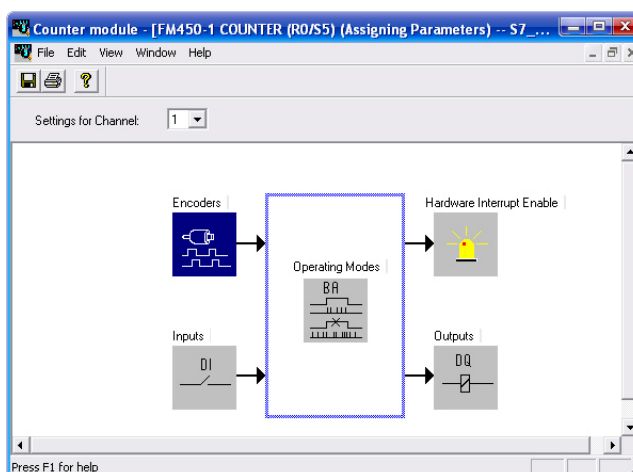 Counter module - [FM450-1 COUNTER (R0/S5) (Assigning Parameters) -- S7_...
File Edit View Window Help
Settings for Channel: 1
Encoders
Hardware Interrupt Enable
Operating Modes
BA
Inputs
Outputs
DI
DQ
Press F1 for help